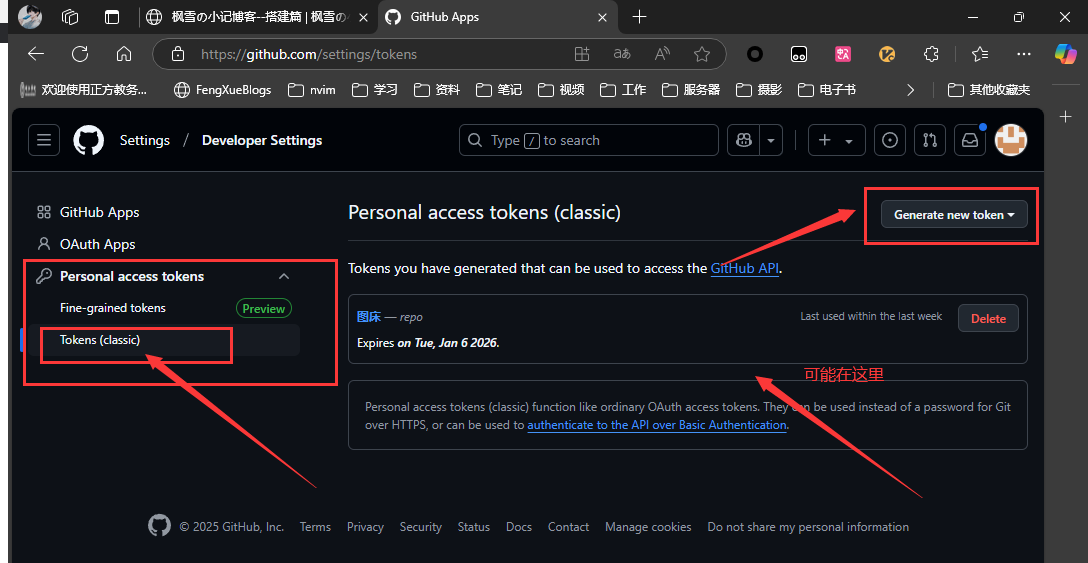 枫雪の小记博客--搭建篇 | 枫雪の
GitHub Apps
https://github.com/settings/tokens
欢迎使用正方教务...
FengXueBlogs
nvim
学习
资料
笔记
视频
工作
服务器
摄影
电子书
其他收藏夹
Settings / Developer Settings
Type / to search
GitHub Apps
OAuth Apps
Personal access tokens
Fine-grained tokens
Preview
Tokens (classic)
Personal access tokens (classic)
Generate new token
Tokens you have generated that can be used to access the GitHub API.
图床 — repo
Last used within the last week
Delete
Expires on Tue, Jan 6 2026.
可能在这里
Personal access tokens (classic) function like ordinary OAuth access tokens. They can be used instead of a password for Git
over HTTPS, or can be used to authenticate to the API over Basic Authentication.
© 2025 GitHub, Inc.
Terms
Privacy
Security
Status
Docs
Contact
Manage cookies
Do not share my personal information